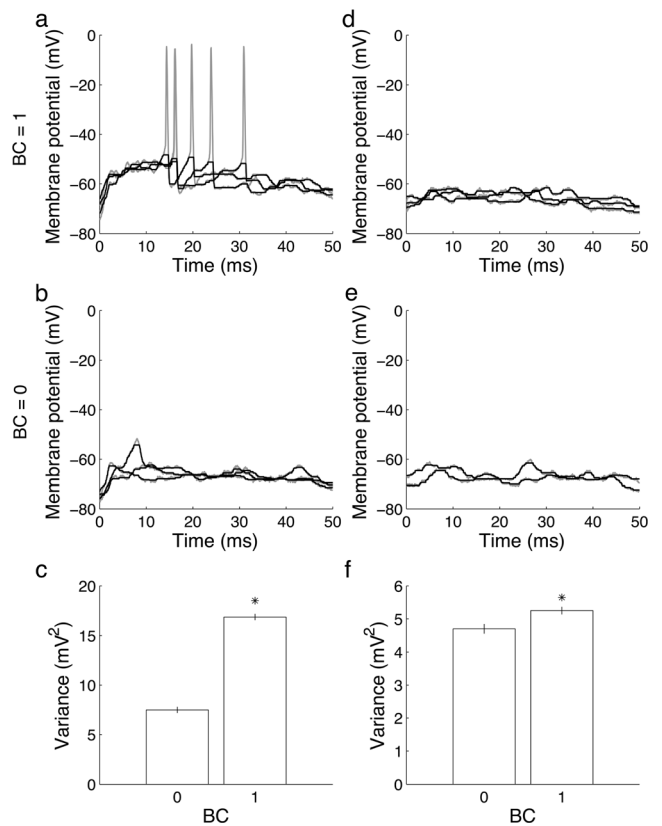 a
BC = 1
Membrane potential (mV)
0
−20
−40
−60
−80
0 10 20 30 40 50
Time (ms)
d
Membrane potential (mV)
0
−20
−40
−60
−80
0 10 20 30 40 50
Time (ms)
b
BC = 0
Membrane potential (mV)
0
−20
−40
−60
−80
0 10 20 30 40 50
Time (ms)
e
Membrane potential (mV)
0
−20
−40
−60
−80
0 10 20 30 40 50
Time (ms)
c
Variance (mV²)
20
15
10
5
0
*
0 1
BC
f
Variance (mV²)
6
5
4
3
2
1
0
*
0 1
BC